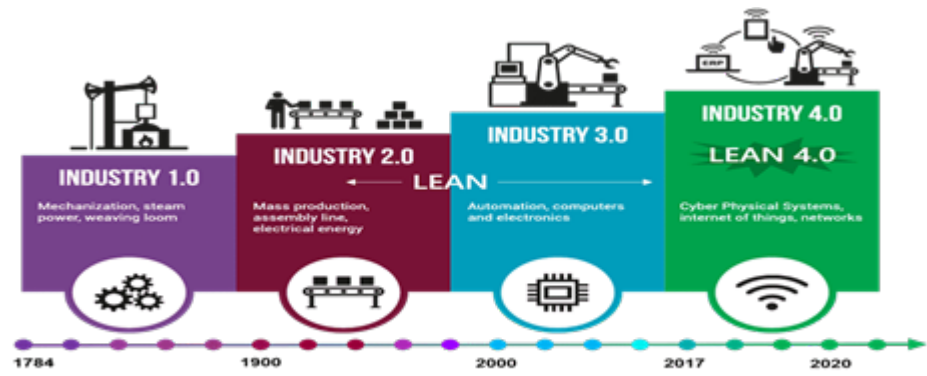 ERP
INDUSTRY 1.0
Mechanization, steam
power, weaving loom
INDUSTRY 2.0
Mass production,
assembly line,
electrical energy
LEAN
INDUSTRY 3.0
Automation, computers
and electronics
INDUSTRY 4.0
LEAN 4.0
Cyber Physical Systems,
internet of things, networks
1784
1900
2000
2017
2020